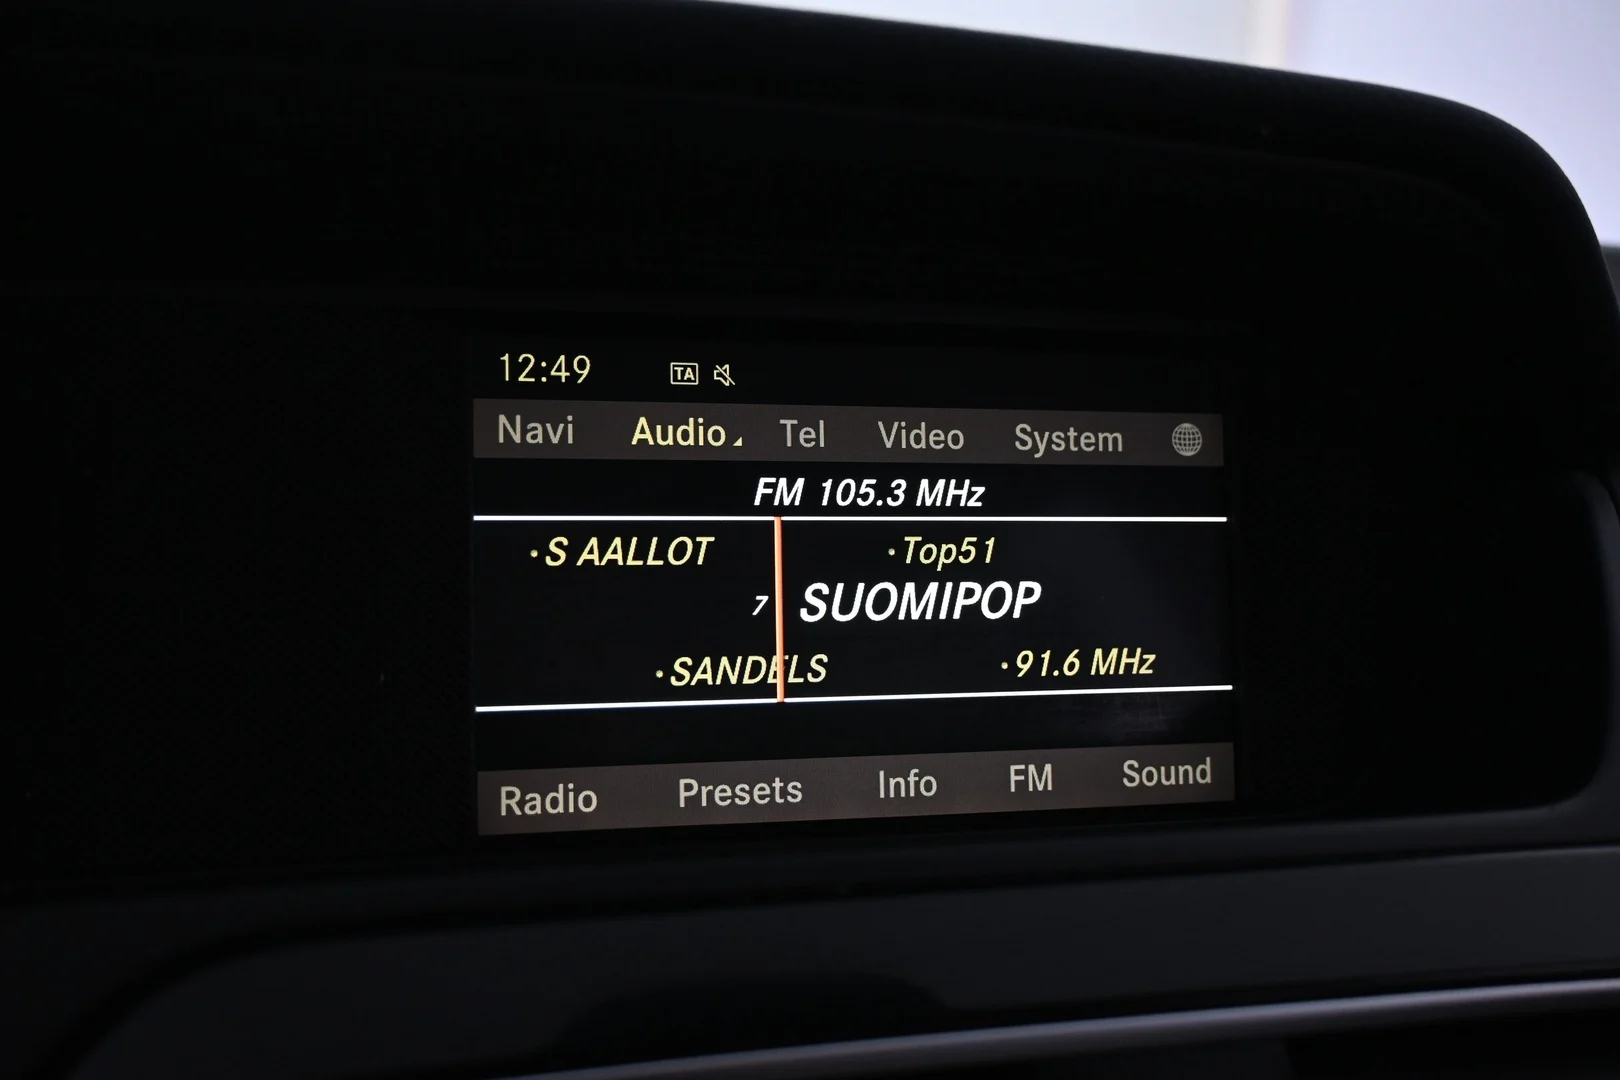 12:49 TA
Navi Audio Tel Video System
FM 105.3 MHz
·S AALLOT ·Top51
7 SUOMIPOP
·SANDELS ·91.6 MHz
Radio Presets Info FM Sound